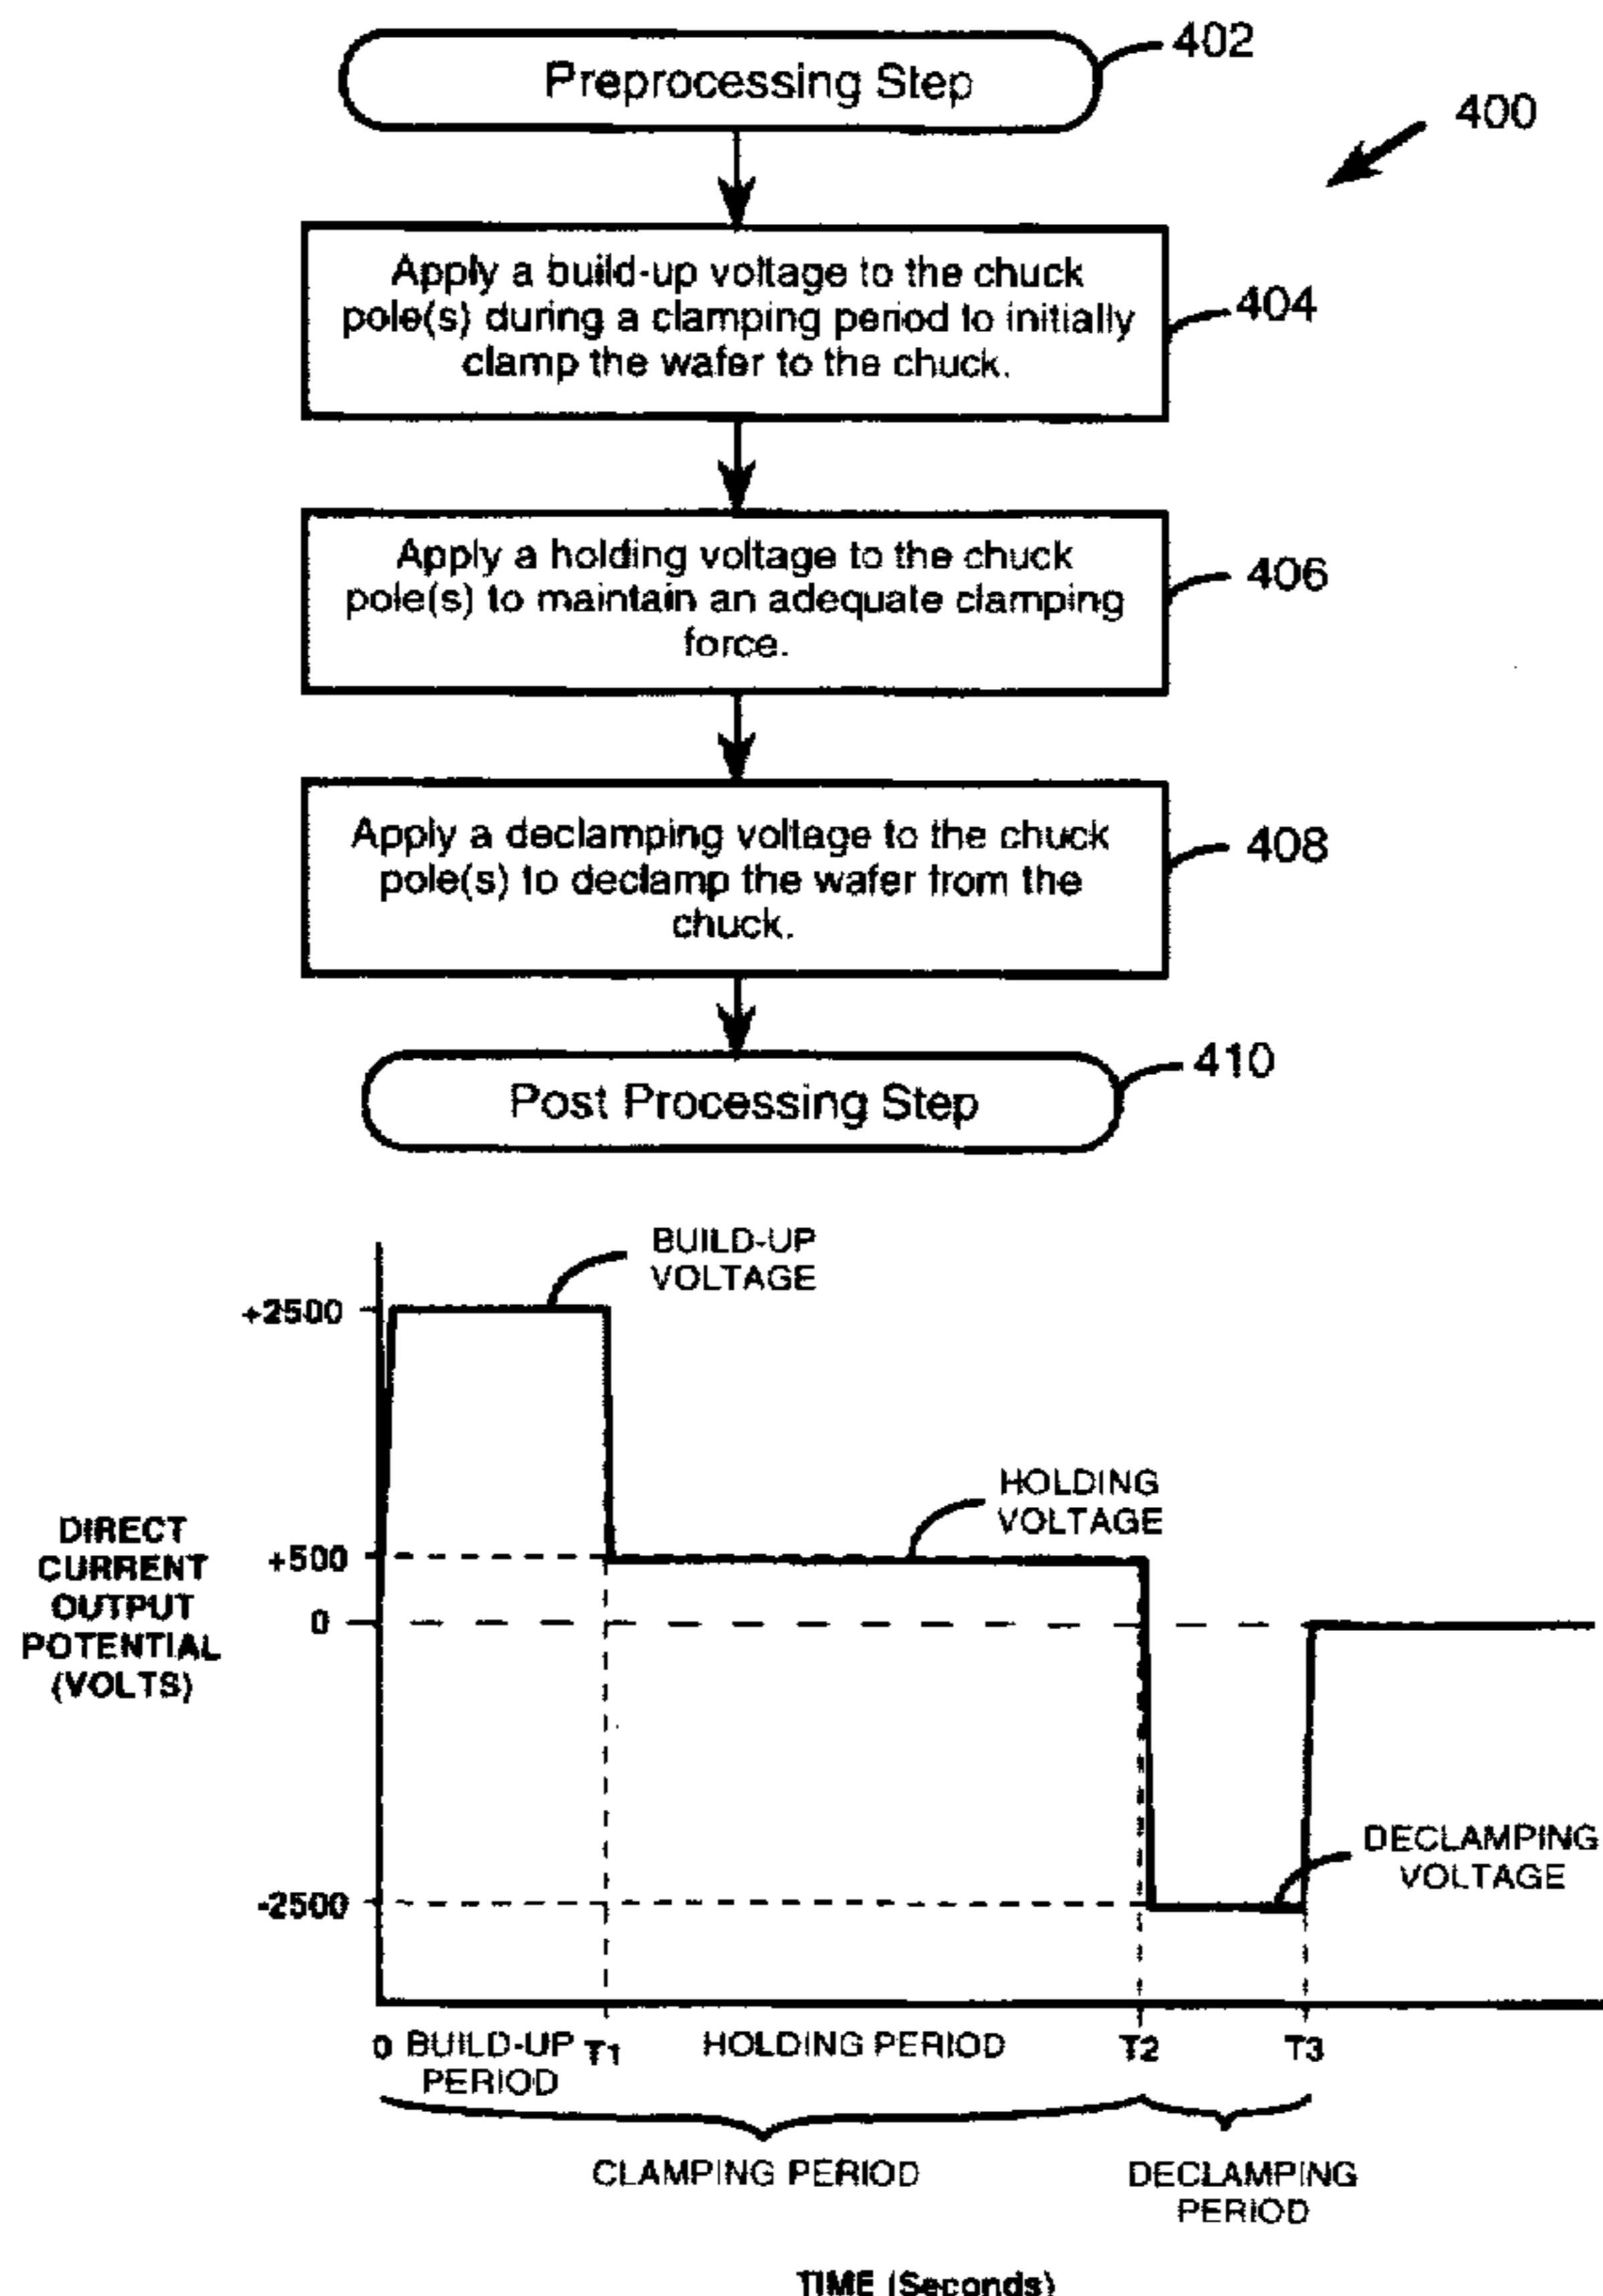 Preprocessing Step
402
400
Apply a build-up voltage to the chuck
pole(s) during a clamping period to initially
clamp the wafer to the chuck.
404
Apply a holding voltage to the chuck
pole(s) to maintain an adequate clamping
force.
406
Apply a declamping voltage to the chuck
pole(s) to declamp the wafer from the
chuck.
408
Post Processing Step
410
BUILD-UP
VOLTAGE
+2500
HOLDING
VOLTAGE
DIRECT
CURRENT
OUTPUT
POTENTIAL
(VOLTS)
+500
0
DECLAMPING
VOLTAGE
-2500
0 BUILD-UP
PERIOD
T1
HOLDING PERIOD
T2
T3
CLAMPING PERIOD
DECLAMPING
PERIOD
TIME (Seconds)